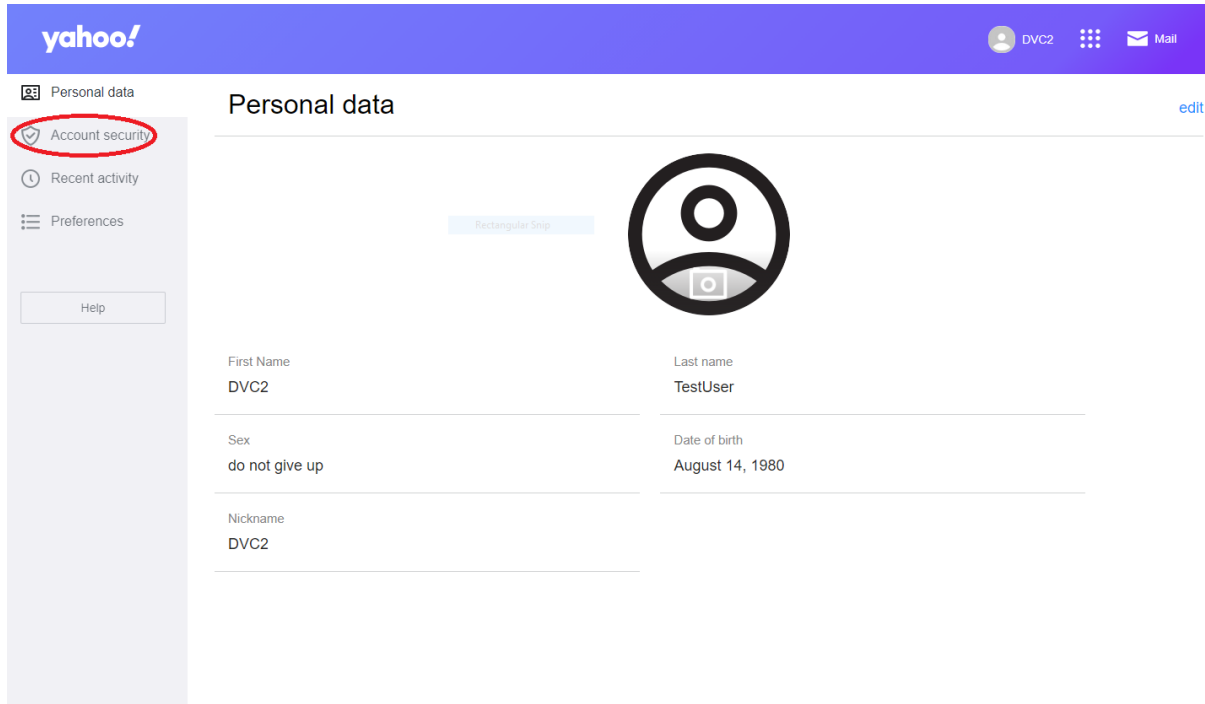 yahoo!
DVC2
Mail
Personal data
Account security
Recent activity
Preferences
Help
Personal data
edit
Rectangular Snip
First Name
DVC2
Last name
TestUser
Sex
do not give up
Date of birth
August 14, 1980
Nickname
DVC2